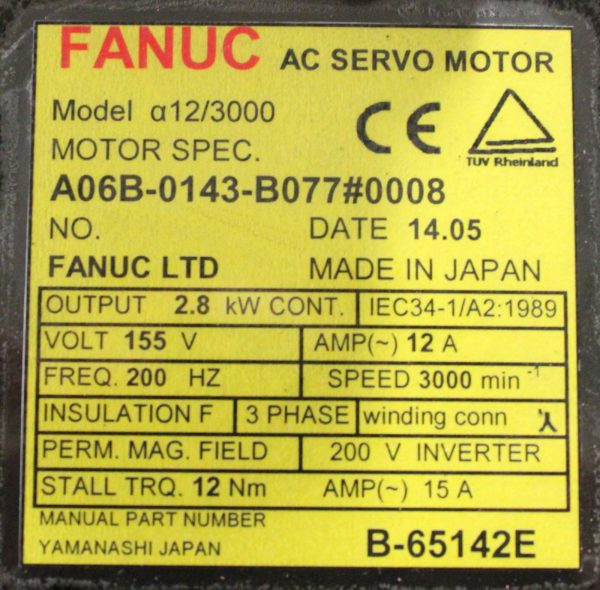 FANUC AC SERVO MOTOR
Model α12/3000
MOTOR SPEC.
TUV Rheinland
A06B-0143-B077#0008
NO. DATE 14.05
FANUC LTD MADE IN JAPAN
OUTPUT 2.8 kW CONT. IEC34-1/A2:1989
VOLT 155 V AMP(~) 12 A
FREQ. 200 HZ SPEED 3000 min⁻¹
INSULATION F 3 PHASE winding conn
PERM. MAG. FIELD 200 V INVERTER
STALL TRQ. 12 Nm AMP(~) 15 A
MANUAL PART NUMBER
YAMANASHI JAPAN B-65142E